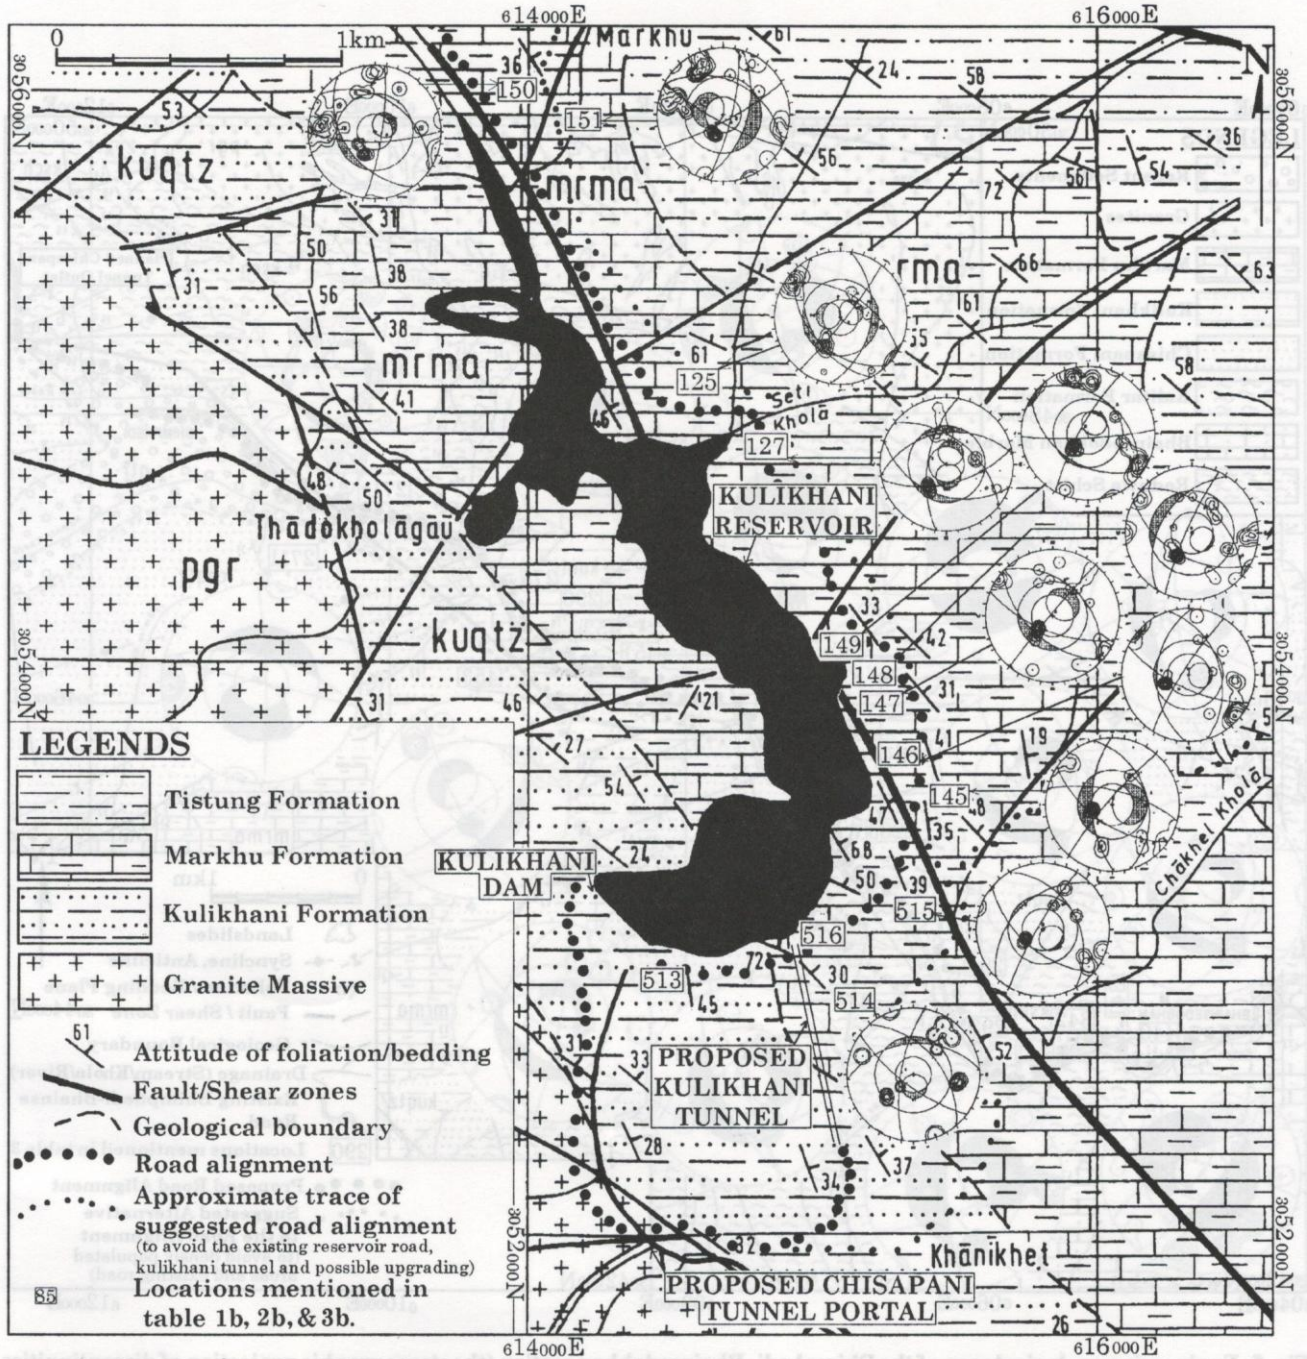 614000E
616000E
0
1km
Markhu
61
36
24
58
150
3056000N
3056000N
53
151
56
36
kuqtz
mrma
72
56
54
31
50
38
rma
66
63
31
56
61
38
55
mrma
61
58
125
41
Seti
Kholā
46
127
48
50
KULIKHANI
RESERVOIR
Thādokholāgāu
pgr
33
kuqtz
149
42
3054000N
3054000N
148
31
21
147
31
46
41
19
146
27
LEGENDS
54
145
48
Tistung Formation
47
35
Chākhel Kholā
24
68
Markhu Formation
KULIKHANI
DAM
50
39
Kulikhani Formation
515
516
72
30
Granite Massive
513
45
514
61
31
52
Attitude of foliation/bedding
33
PROPOSED
KULIKHANI
TUNNEL
Fault/Shear zones
Geological boundary
28
37
Road alignment
34
Approximate trace of
suggested road alignment
(to avoid the existing reservoir road,
kulikhani tunnel and possible upgrading)
3052000N
3052000N
32
Khānikhet
85
Locations mentioned in
table 1b, 2b, & 3b.
PROPOSED CHISAPANI
TUNNEL PORTAL
26
614000E
616000E